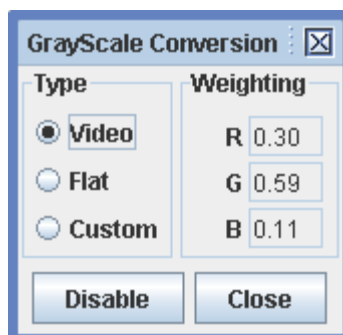 GrayScale Conversion
Type
Video
Flat
Custom
Weighting
R 0.30
G 0.59
B 0.11
Disable
Close